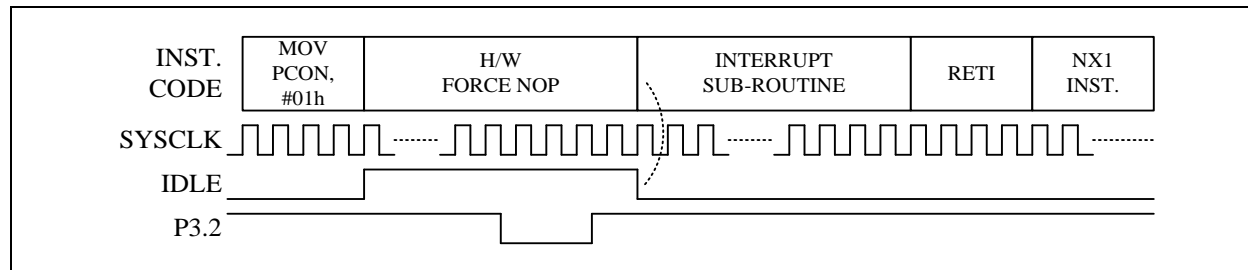 INST.
CODE
MOV
PCON,
#01h
H/W
FORCE NOP
INTERRUPT
SUB-ROUTINE
RETI
NX1
INST.
SYSCLK
IDLE
P3.2